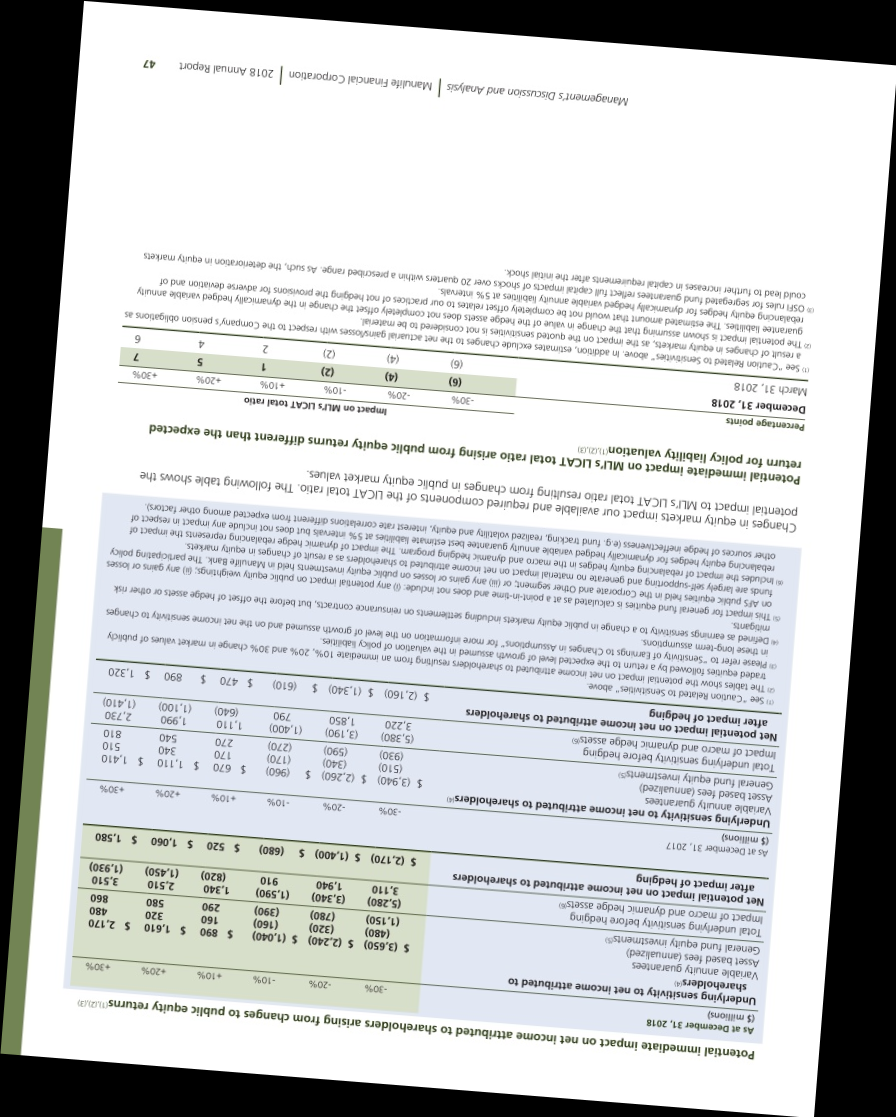 Potential immediate impact on net income attributed to shareholders arising from changes to public equity returns(1),(2),(3)
As at December 31, 2018
($ millions) -30% -20% -10% +10% +20% +30%
Underlying sensitivity to net income attributed to
shareholders(4)
Variable annuity guarantees $ (3,650) $ (2,240) $ (1,040) $ 890 $ 1,610 $ 2,170
Asset based fees (annualized) (480) (320) (160) 160 320 480
General fund equity investments(5) (1,150) (780) (390) 290 580 860
Total underlying sensitivity before hedging (5,280) (3,340) (1,590) 1,340 2,510 3,510
Impact of macro and dynamic hedge assets(6) 3,110 1,940 910 (820) (1,450) (1,930)
Net potential impact on net income attributed to shareholders
after impact of hedging $ (2,170) $ (1,400) $ (680) $ 520 $ 1,060 $ 1,580
As at December 31, 2017
($ millions) -30% -20% -10% +10% +20% +30%
Underlying sensitivity to net income attributed to shareholders(4)
Variable annuity guarantees $ (3,940) $ (2,260) $ (960) $ 670 $ 1,110 $ 1,410
Asset based fees (annualized) (510) (340) (170) 170 340 510
General fund equity investments(5) (930) (590) (270) 270 540 810
Total underlying sensitivity before hedging (5,380) (3,190) (1,400) 1,110 1,990 2,730
Impact of macro and dynamic hedge assets(6) 3,220 1,850 790 (640) (1,100) (1,410)
Net potential impact on net income attributed to shareholders
after impact of hedging $ (2,160) $ (1,340) $ (610) $ 470 $ 890 $ 1,320
(1) See "Caution Related to Sensitivities" above.
(2) The tables show the potential impact on net income attributed to shareholders resulting from an immediate 10%, 20% and 30% change in market values of publicly
traded equities followed by a return to the expected level of growth assumed in the valuation of policy liabilities.
(3) Please refer to "Sensitivity of Earnings to Changes in Assumptions" for more information on the level of growth assumed and on the net income sensitivity to changes
in these long-term assumptions.
(4) Defined as earnings sensitivity to a change in public equity markets including settlements on reinsurance contracts, but before the offset of hedge assets or other risk
mitigants.
(5) This impact for general fund equities is calculated as at a point-in-time and does not include: (i) any potential impact on public equity weightings; (ii) any gains or losses
on AFS public equities held in the Corporate and Other segment; or (iii) any gains or losses on public equity investments held in Manulife Bank. The participating policy
funds are largely self-supporting and generate no material impact on net income attributed to shareholders as a result of changes in equity markets.
(6) Includes the impact of rebalancing equity hedges in the macro and dynamic hedging program. The impact of dynamic hedge rebalancing represents the impact of
rebalancing equity hedges for dynamically hedged variable annuity guarantee best estimate liabilities at 5% intervals but does not include any impact in respect of
other sources of hedge ineffectiveness (e.g. fund tracking, realized volatility and equity, interest rate correlations different from expected among other factors).
Changes in equity markets impact our available and required components of the LICAT total ratio. The following table shows the
potential impact to MLI's LICAT total ratio resulting from changes in public equity market values.
Potential immediate impact on MLI's LICAT total ratio arising from public equity returns different than the expected
return for policy liability valuation(1),(2),(3)
Impact on MLI's LICAT total ratio
Percentage points -30% -20% -10% +10% +20% +30%
December 31, 2018 (6) (4) (2) 1 5 7
March 31, 2018 (6) (4) (2) 2 4 6
(1) See "Caution Related to Sensitivities" above. In addition, estimates exclude changes to the net actuarial gains/losses with respect to the Company's pension obligations as
a result of changes in equity markets, as the impact on the quoted sensitivities is not considered to be material.
(2) The potential impact is shown assuming that the change in value of the hedge assets does not completely offset the change in the dynamically hedged variable annuity
guarantee liabilities. The estimated amount that would not be completely offset relates to our practices of not hedging the provisions for adverse deviation and of
rebalancing equity hedges for dynamically hedged variable annuity liabilities at 5% intervals.
(3) OSFI rules for segregated fund guarantees reflect full capital impacts of shocks over 20 quarters within a prescribed range. As such, the deterioration in equity markets
could lead to further increases in capital requirements after the initial shock.
Management's Discussion and Analysis | Manulife Financial Corporation | 2018 Annual Report 47